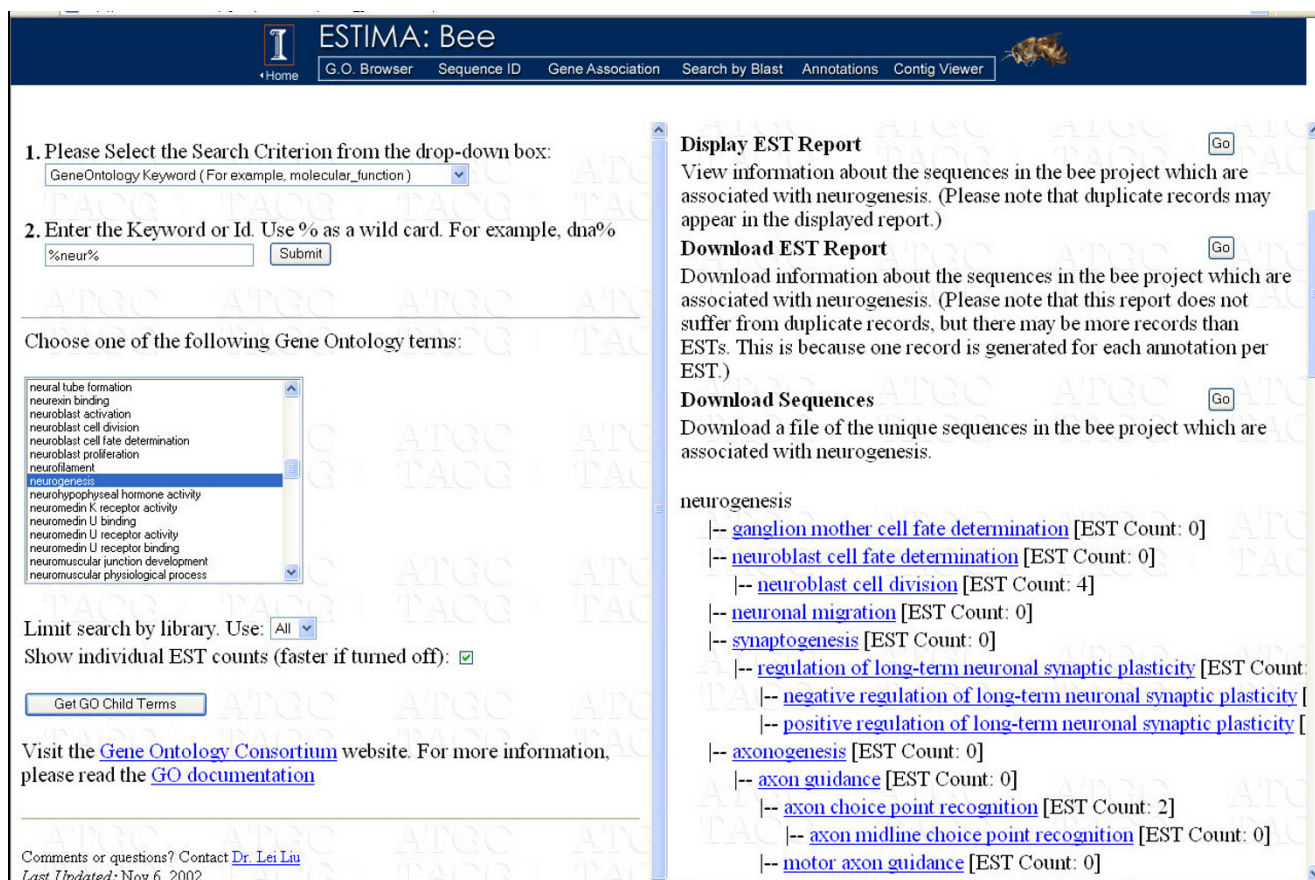 ESTIMA: Bee
Home
G.O. Browser Sequence ID Gene Association Search by Blast Annotations Contig Viewer
1. Please Select the Search Criterion from the drop-down box:
GeneOntology Keyword ( For example, molecular_function )
2. Enter the Keyword or Id. Use % as a wild card. For example, dna%
%neur% Submit
Choose one of the following Gene Ontology terms:
neural tube formation
neurexin binding
neuroblast activation
neuroblast cell division
neuroblast cell fate determination
neuroblast proliferation
neurofilament
neurogenesis
neurohypophyseal hormone activity
neuromedin K receptor activity
neuromedin U binding
neuromedin U receptor activity
neuromedin U receptor binding
neuromuscular junction development
neuromuscular physiological process
Limit search by library. Use: All
Show individual EST counts (faster if turned off):
Get GO Child Terms
Visit the Gene Ontology Consortium website. For more information,
please read the GO documentation
Comments or questions? Contact Dr. Lei Liu
Last Updated: Nov 6, 2002
Display EST Report Go
View information about the sequences in the bee project which are
associated with neurogenesis. (Please note that duplicate records may
appear in the displayed report.)
Download EST Report Go
Download information about the sequences in the bee project which are
associated with neurogenesis. (Please note that this report does not
suffer from duplicate records, but there may be more records than
ESTs. This is because one record is generated for each annotation per
EST.)
Download Sequences Go
Download a file of the unique sequences in the bee project which are
associated with neurogenesis.
neurogenesis
|-- ganglion mother cell fate determination [EST Count: 0]
|-- neuroblast cell fate determination [EST Count: 0]
|-- neuroblast cell division [EST Count: 4]
|-- neuronal migration [EST Count: 0]
|-- synaptogenesis [EST Count: 0]
|-- regulation of long-term neuronal synaptic plasticity [EST Count:
|-- negative regulation of long-term neuronal synaptic plasticity [
|-- positive regulation of long-term neuronal synaptic plasticity [
|-- axonogenesis [EST Count: 0]
|-- axon guidance [EST Count: 0]
|-- axon choice point recognition [EST Count: 2]
|-- axon midline choice point recognition [EST Count: 0]
|-- motor axon guidance [EST Count: 0]